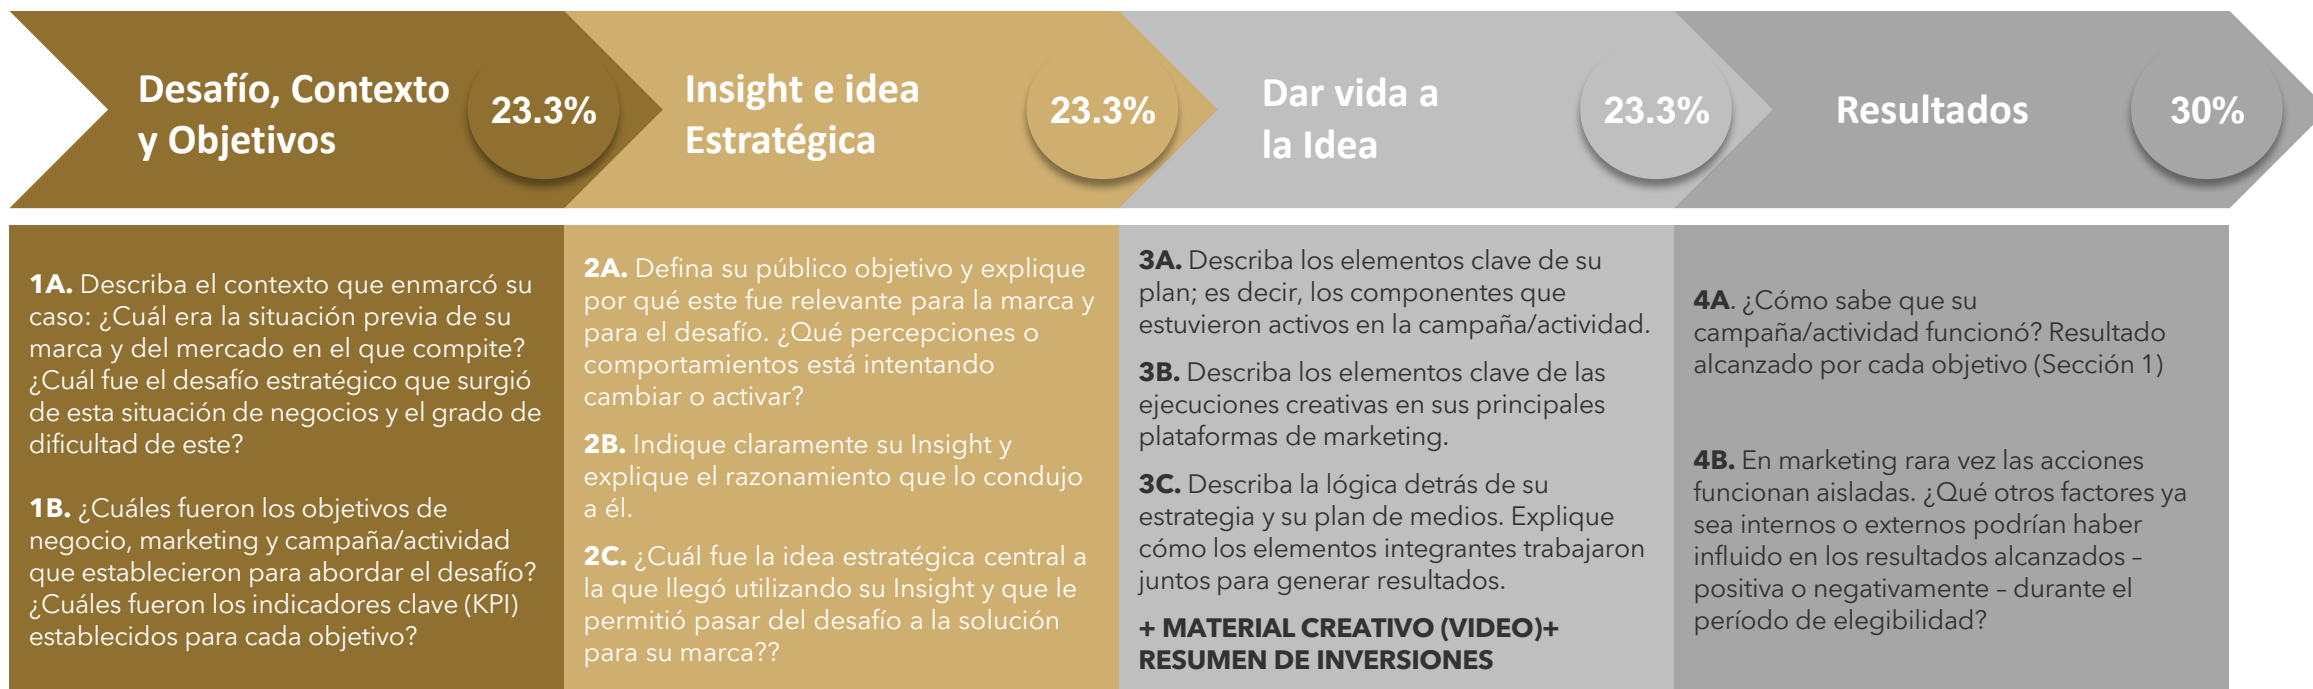 Desafío, Contexto
y Objetivos
23.3%
Insight e idea
Estratégica
23.3%
Dar vida a
la Idea
23.3%
Resultados
30%
1A. Describa el contexto que enmarcó su
caso: ¿Cuál era la situación previa de su
marca y del mercado en el que compite?
¿Cuál fue el desafío estratégico que surgió
de esta situación de negocios y el grado de
dificultad de este?
1B. ¿Cuáles fueron los objetivos de
negocio, marketing y campaña/actividad
que establecieron para abordar el desafío?
¿Cuáles fueron los indicadores clave (KPI)
establecidos para cada objetivo?
2A. Defina su público objetivo y explique
por qué este fue relevante para la marca y
para el desafío. ¿Qué percepciones o
comportamientos está intentando
cambiar o activar?
2B. Indique claramente su Insight y
explique el razonamiento que lo condujo
a él.
2C. ¿Cuál fue la idea estratégica central a
la que llegó utilizando su Insight y que le
permitió pasar del desafío a la solución
para su marca??
3A. Describa los elementos clave de su
plan; es decir, los componentes que
estuvieron activos en la campaña/actividad.
3B. Describa los elementos clave de las
ejecuciones creativas en sus principales
plataformas de marketing.
3C. Describa la lógica detrás de su
estrategia y su plan de medios. Explique
cómo los elementos integrantes trabajaron
juntos para generar resultados.
+ MATERIAL CREATIVO (VIDEO)+
RESUMEN DE INVERSIONES
4A. ¿Cómo sabe que su
campaña/actividad funcionó? Resultado
alcanzado por cada objetivo (Sección 1)
4B. En marketing rara vez las acciones
funcionan aisladas. ¿Qué otros factores ya
sea internos o externos podrían haber
influido en los resultados alcanzados –
positiva o negativamente – durante el
período de elegibilidad?